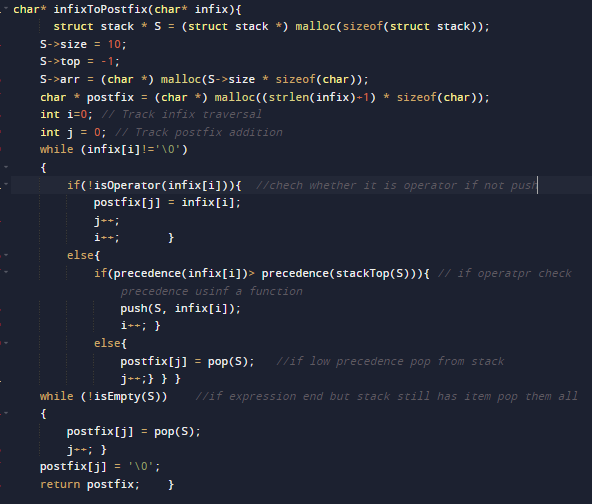 char* infixToPostfix(char* infix){
struct stack * S = (struct stack *) malloc(sizeof(struct stack));
S->size = 10;
S->top = -1;
S->arr = (char *) malloc(S->size * sizeof(char));
char * postfix = (char *) malloc((strlen(infix)+1) * sizeof(char));
int i=0; // Track infix traversal
int j = 0; // Track postfix addition
while (infix[i]!='\0')
{
if(!isOperator(infix[i])){ //chech whether it is operator if not push
postfix[j] = infix[i];
j++;
i++; }
else{
if(precedence(infix[i])> precedence(stackTop(S))){ // if operatpr check
precedence usinf a function
push(S, infix[i]);
i++; }
else{
postfix[j] = pop(S); //if low precedence pop from stack
j++;} } }
while (!isEmpty(S)) //if expression end but stack still has item pop them all
{
postfix[j] = pop(S);
j++; }
postfix[j] = '\0';
return postfix; }